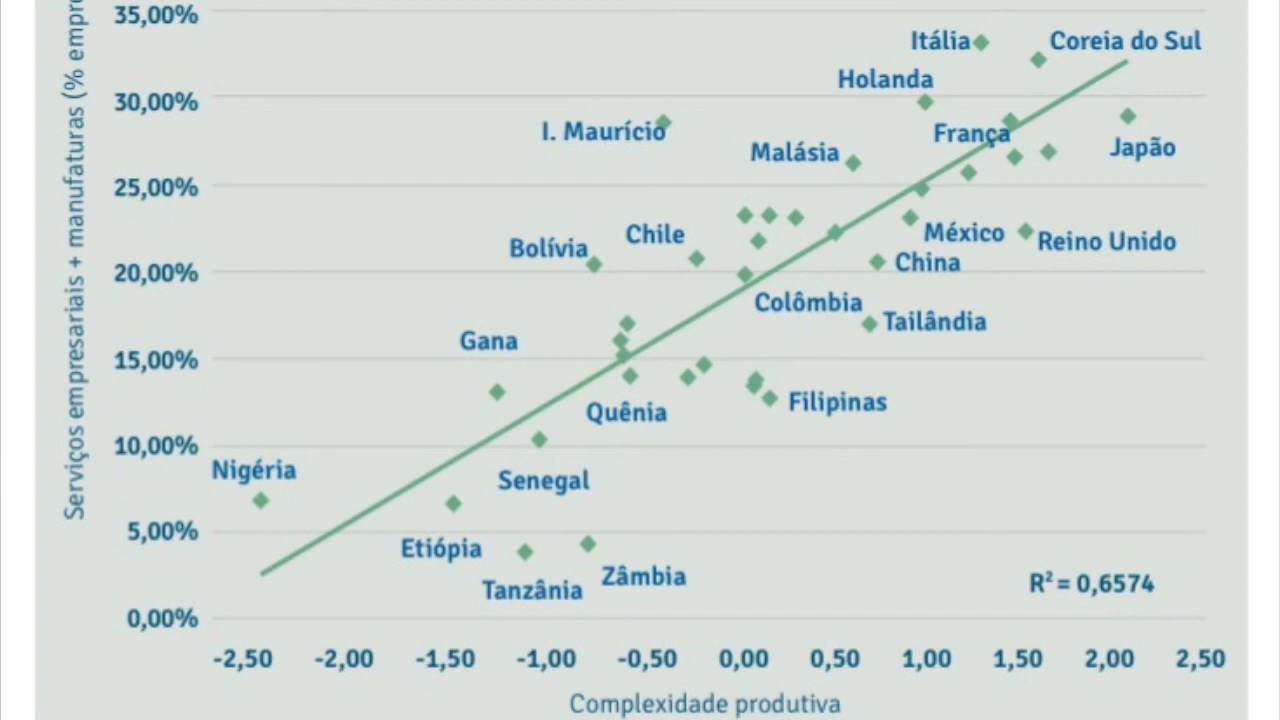 Serviços empresariais + manufaturas (% empre
35,00%
30,00%
25,00%
20,00%
15,00%
10,00%
5,00%
0,00%
Itália
Coreia do Sul
Holanda
I. Maurício
França
Japão
Malásia
Chile
México
Reino Unido
Bolívia
China
Colômbia
Tailândia
Gana
Filipinas
Quênia
Nigéria
Senegal
Etiópia
Zâmbia
Tanzânia
R² = 0,6574
-2,50 -2,00 -1,50 -1,00 -0,50 0,00 0,50 1,00 1,50 2,00 2,50
Complexidade produtiva